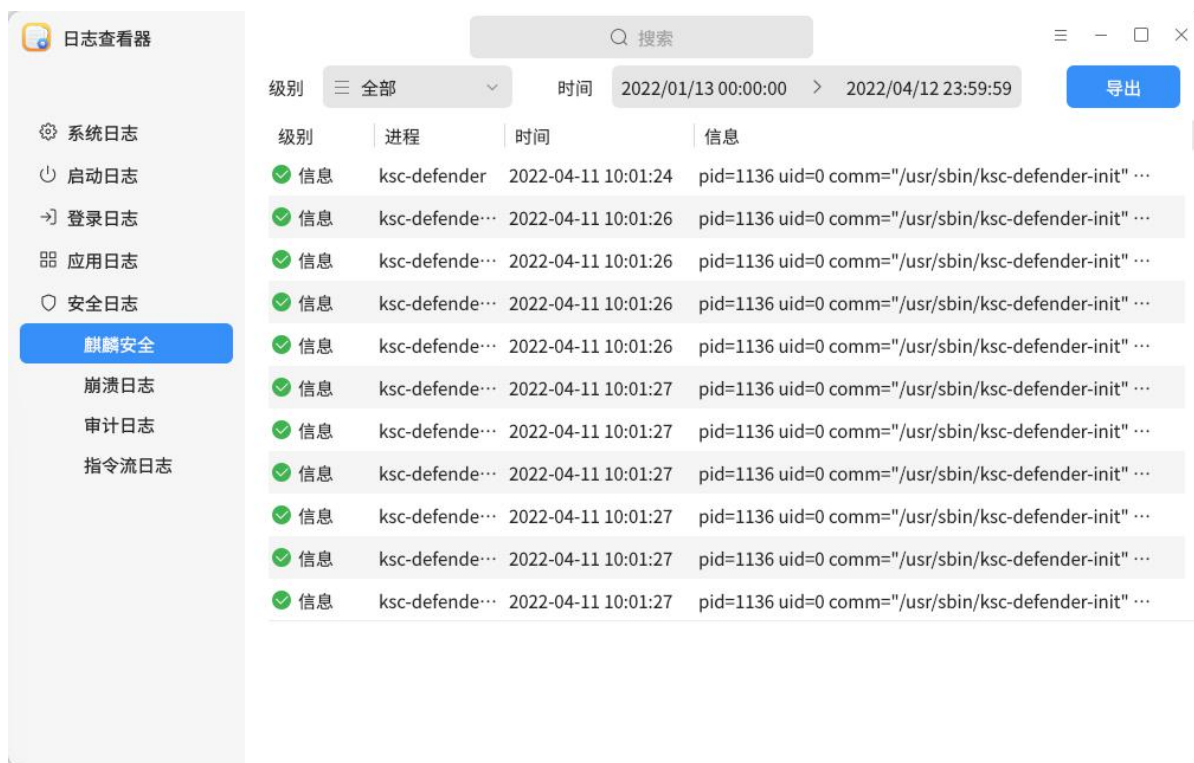 日志查看器
搜索
级别 全部 时间 2022/01/13 00:00:00 > 2022/04/12 23:59:59 导出
系统日志
启动日志
登录日志
应用日志
安全日志
麒麟安全
崩溃日志
审计日志
指令流日志
级别 进程 时间 信息
信息 ksc-defender 2022-04-11 10:01:24 pid=1136 uid=0 comm="/usr/sbin/ksc-defender-init" ···
信息 ksc-defende··· 2022-04-11 10:01:26 pid=1136 uid=0 comm="/usr/sbin/ksc-defender-init" ···
信息 ksc-defende··· 2022-04-11 10:01:26 pid=1136 uid=0 comm="/usr/sbin/ksc-defender-init" ···
信息 ksc-defende··· 2022-04-11 10:01:26 pid=1136 uid=0 comm="/usr/sbin/ksc-defender-init" ···
信息 ksc-defende··· 2022-04-11 10:01:26 pid=1136 uid=0 comm="/usr/sbin/ksc-defender-init" ···
信息 ksc-defende··· 2022-04-11 10:01:27 pid=1136 uid=0 comm="/usr/sbin/ksc-defender-init" ···
信息 ksc-defende··· 2022-04-11 10:01:27 pid=1136 uid=0 comm="/usr/sbin/ksc-defender-init" ···
信息 ksc-defende··· 2022-04-11 10:01:27 pid=1136 uid=0 comm="/usr/sbin/ksc-defender-init" ···
信息 ksc-defende··· 2022-04-11 10:01:27 pid=1136 uid=0 comm="/usr/sbin/ksc-defender-init" ···
信息 ksc-defende··· 2022-04-11 10:01:27 pid=1136 uid=0 comm="/usr/sbin/ksc-defender-init" ···
信息 ksc-defende··· 2022-04-11 10:01:27 pid=1136 uid=0 comm="/usr/sbin/ksc-defender-init" ···